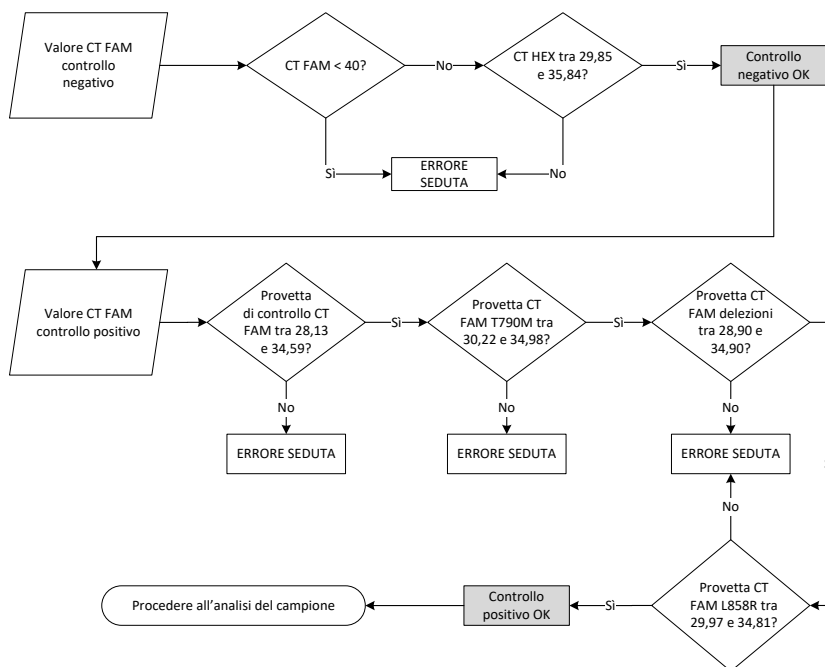 Valore CT FAM
controllo
negativo
CT FAM < 40?
No
CT HEX tra 29,85
e 35,84?
Sì
Controllo
negativo OK
Sì
ERRORE
SEDUTA
No
Valore CT FAM
controllo positivo
Provetta
di controllo CT
FAM tra 28,13
e 34,59?
Sì
Provetta CT
FAM T790M tra
30,22 e 34,98?
Sì
Provetta CT
FAM delezioni
tra 28,90 e
34,90?
No
No
No
ERRORE SEDUTA
ERRORE SEDUTA
ERRORE SEDUTA
No
Provetta CT
FAM L858R tra
29,97 e 34,81?
Sì
Controllo
positivo OK
Procedere all’analisi del campione